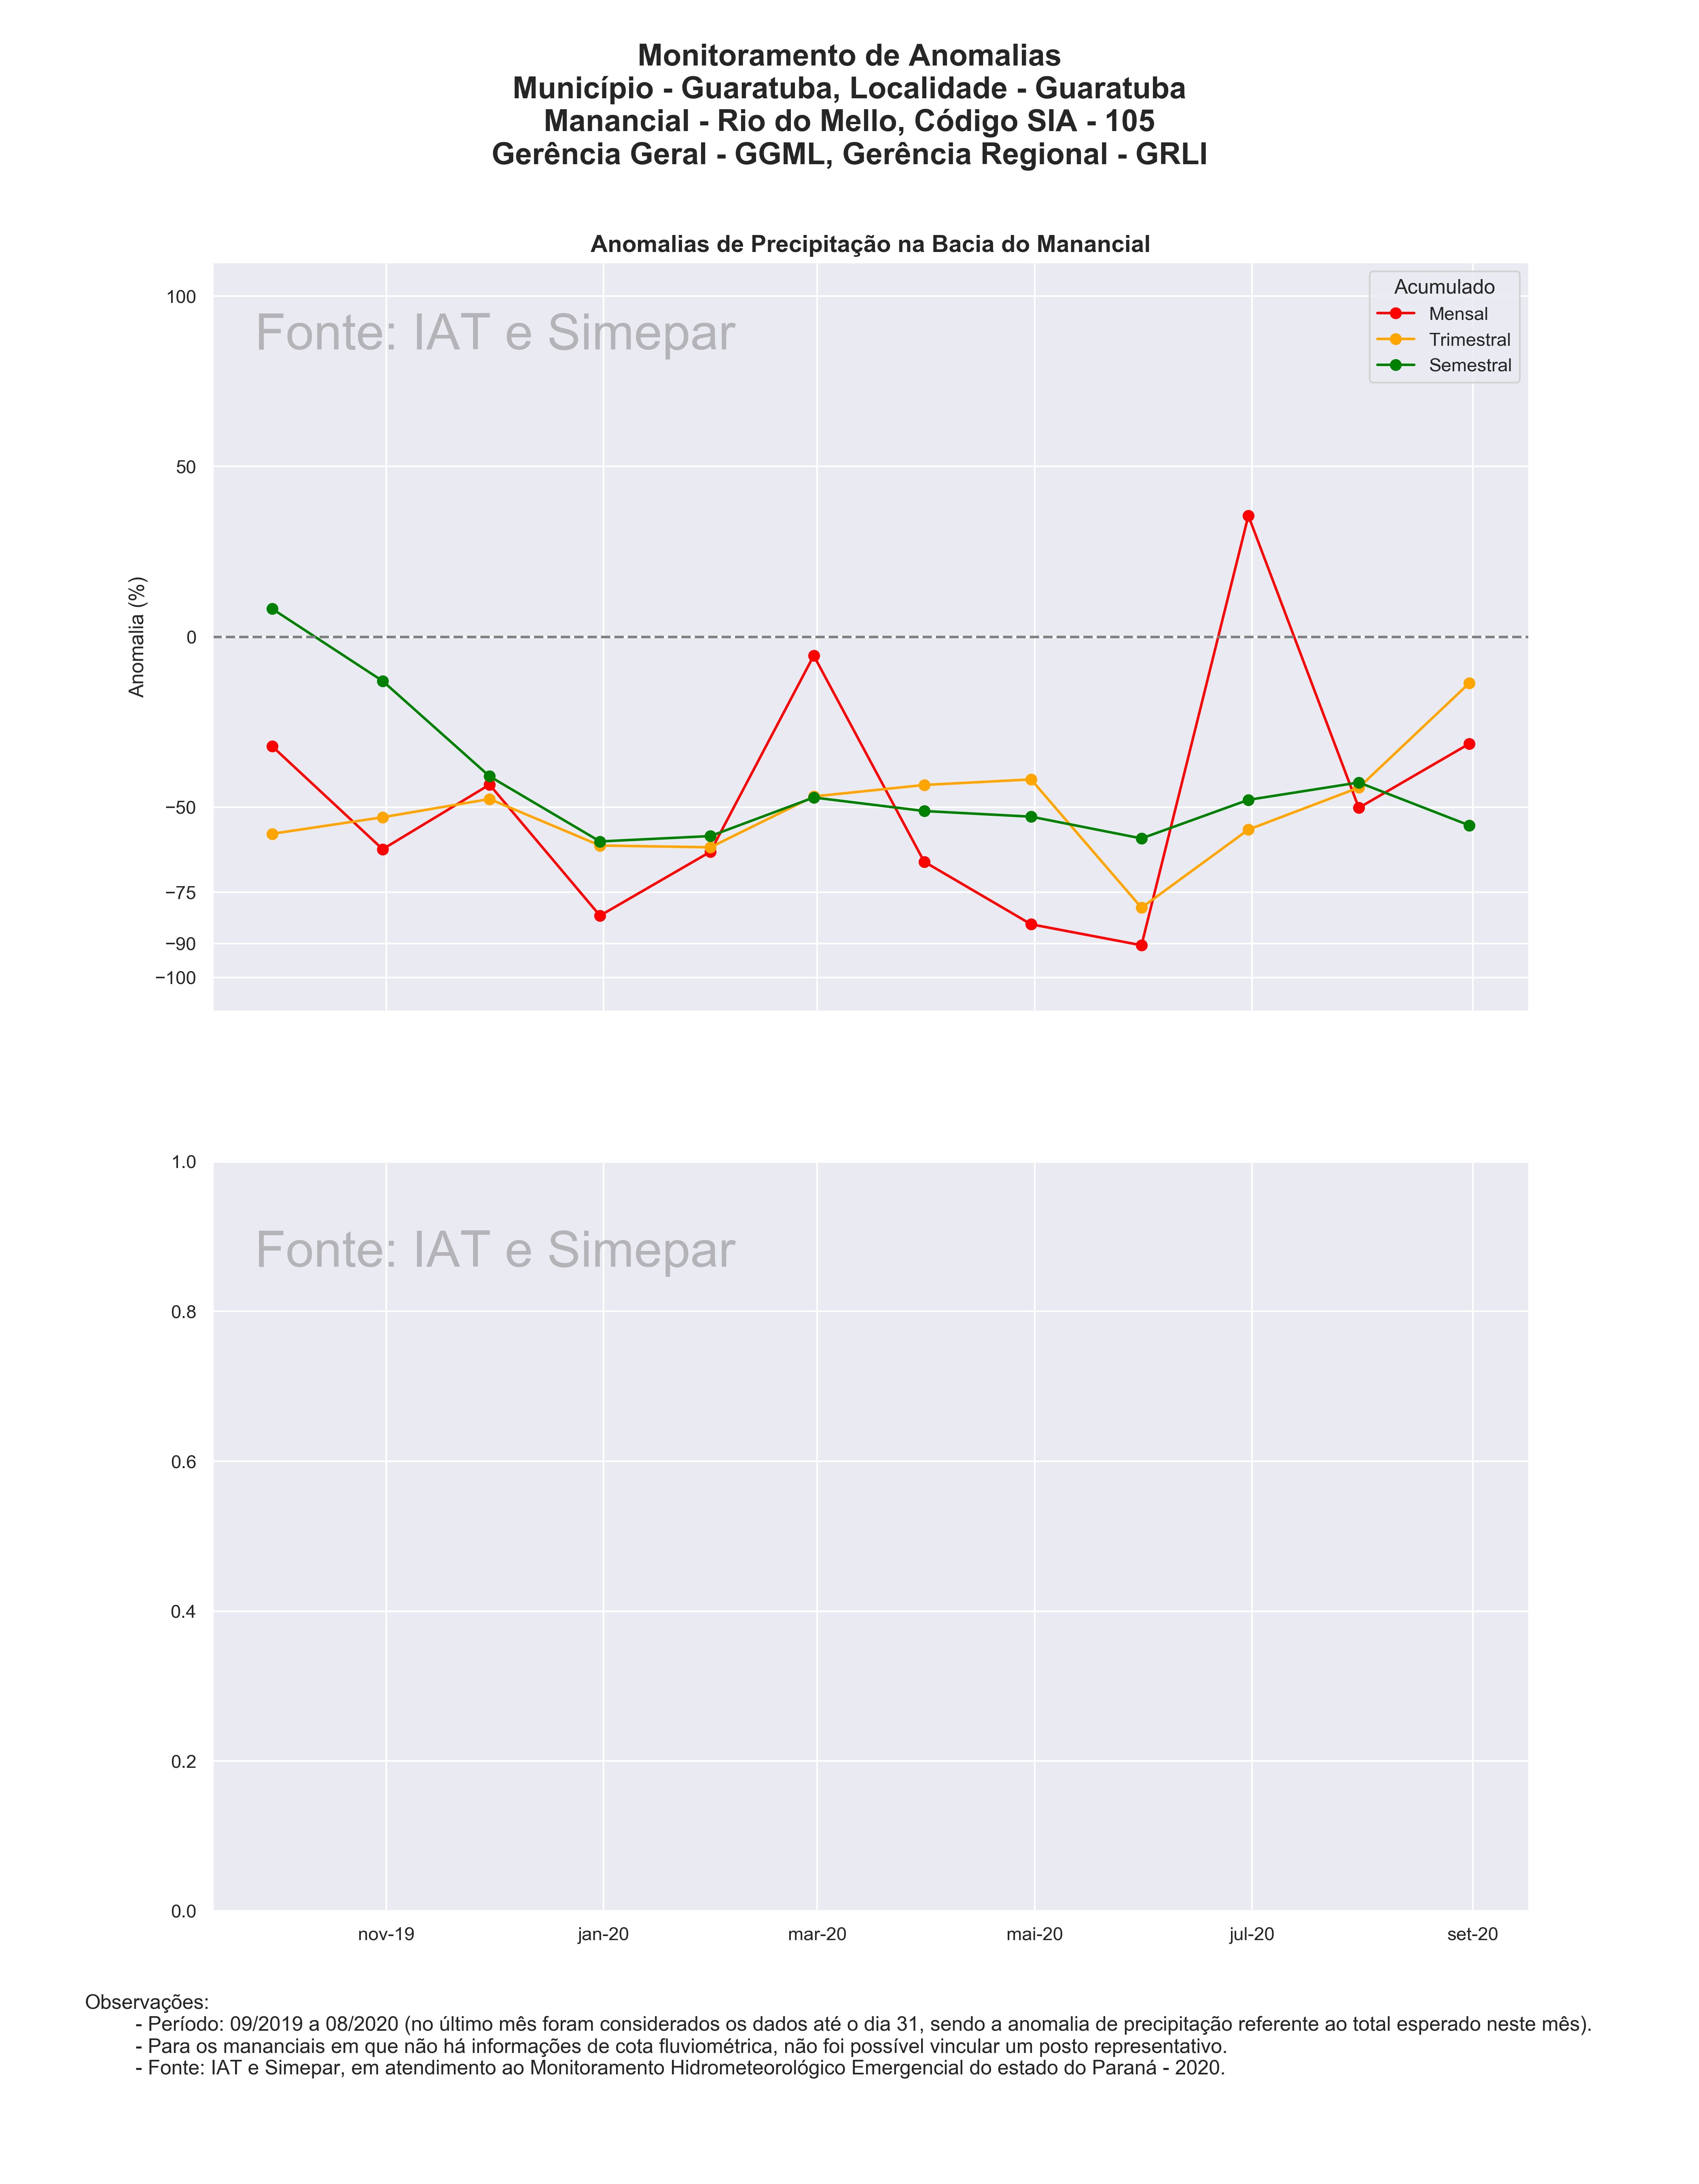 Monitoramento de Anomalias
Município - Guaratuba, Localidade - Guaratuba
Manancial - Rio do Mello, Código SIA - 105
Gerência Geral - GGML, Gerência Regional - GRLI
Anomalias de Precipitação na Bacia do Manancial
Fonte: IAT e Simepar
Acumulado
Mensal
Trimestral
Semestral
Anomalia (%)
100
50
0
−50
−75
−90
−100
Fonte: IAT e Simepar
1.0
0.8
0.6
0.4
0.2
0.0
nov-19
jan-20
mar-20
mai-20
jul-20
set-20
Observações:
- Período: 09/2019 a 08/2020 (no último mês foram considerados os dados até o dia 31, sendo a anomalia de precipitação referente ao total esperado neste mês).
- Para os mananciais em que não há informações de cota fluviométrica, não foi possível vincular um posto representativo.
- Fonte: IAT e Simepar, em atendimento ao Monitoramento Hidrometeorológico Emergencial do estado do Paraná - 2020.